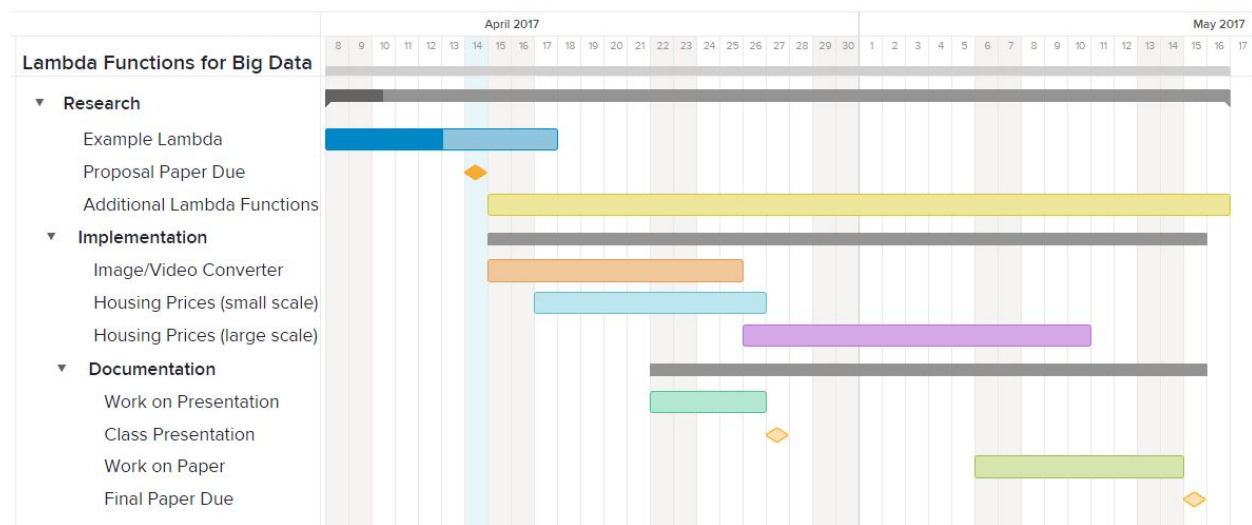 April 2017 May 2017
8 9 10 11 12 13 14 15 16 17 18 19 20 21 22 23 24 25 26 27 28 29 30 1 2 3 4 5 6 7 8 9 10 11 12 13 14 15 16 17
Lambda Functions for Big Data
Research
Example Lambda
Proposal Paper Due
Additional Lambda Functions
Implementation
Image/Video Converter
Housing Prices (small scale)
Housing Prices (large scale)
Documentation
Work on Presentation
Class Presentation
Work on Paper
Final Paper Due